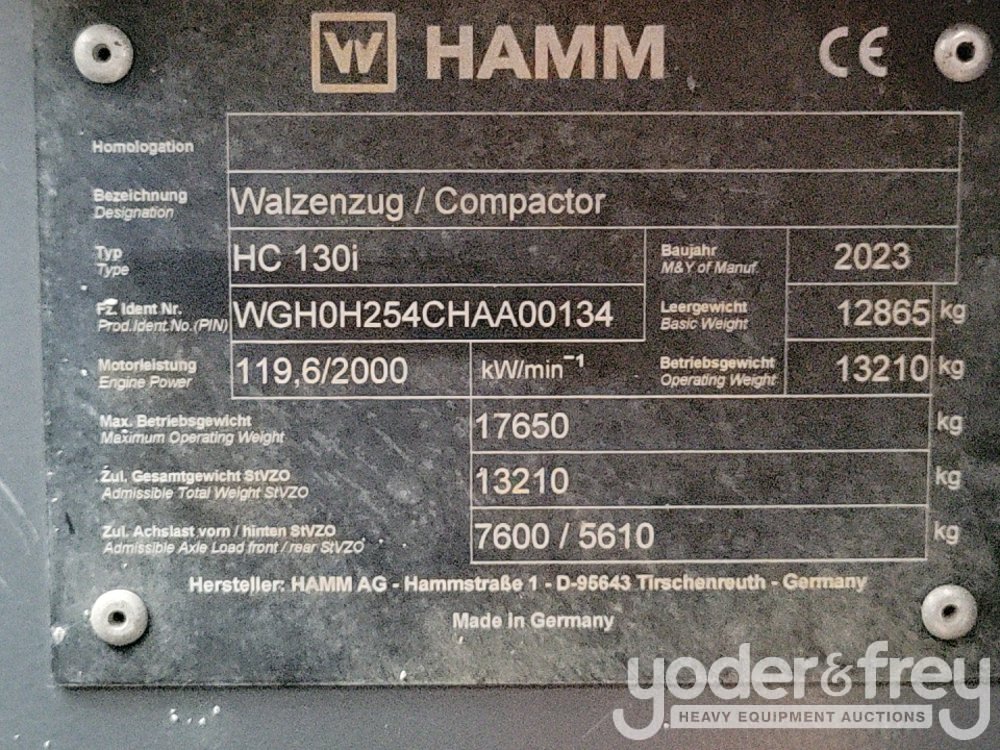 W HAMM CE
Homologation
Bezeichnung
Designation
Walzenzug / Compactor
Typ
Type
HC 130i
Baujahr
M&Y of Manuf.
2023
Fz. Ident Nr.
Prod.Ident.No.(PIN)
WGH0H254CHAA00134
Leergewicht
Basic Weight
12865 kg
Motorleistung
Engine Power
119,6/2000 kW/min⁻¹
Betriebsgewicht
Operating Weight
13210 kg
Max. Betriebsgewicht
Maximum Operating Weight
17650 kg
Zul. Gesamtgewicht StVZO
Admissible Total Weight StVZO
13210 kg
Zul. Achslast vorn / hinten StVZO
Admissible Axle Load front / rear StVZO
7600 / 5610 kg
Hersteller: HAMM AG - Hammstraße 1 - D-95643 Tirschenreuth - Germany
Made in Germany
yoder&frey
HEAVY EQUIPMENT AUCTIONS